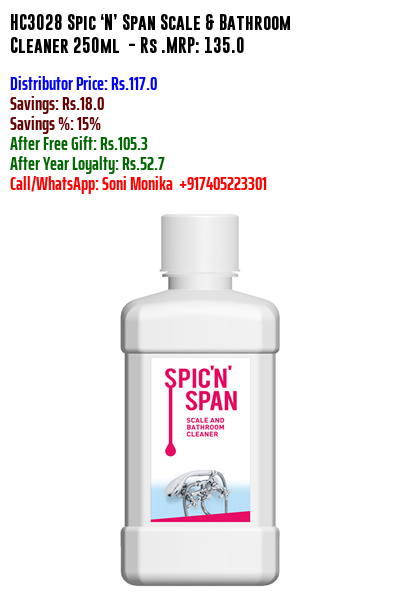 HC3028 Spic ‘N’ Span Scale & Bathroom
Cleaner 250ml - Rs .MRP: 135.0
Distributor Price: Rs.117.0
Savings: Rs.18.0
Savings %: 15%
After Free Gift: Rs.105.3
After Year Loyalty: Rs.52.7
Call/WhatsApp: Soni Monika +917405223301
SPIC'N'
SPAN
SCALE AND
BATHROOM
CLEANER